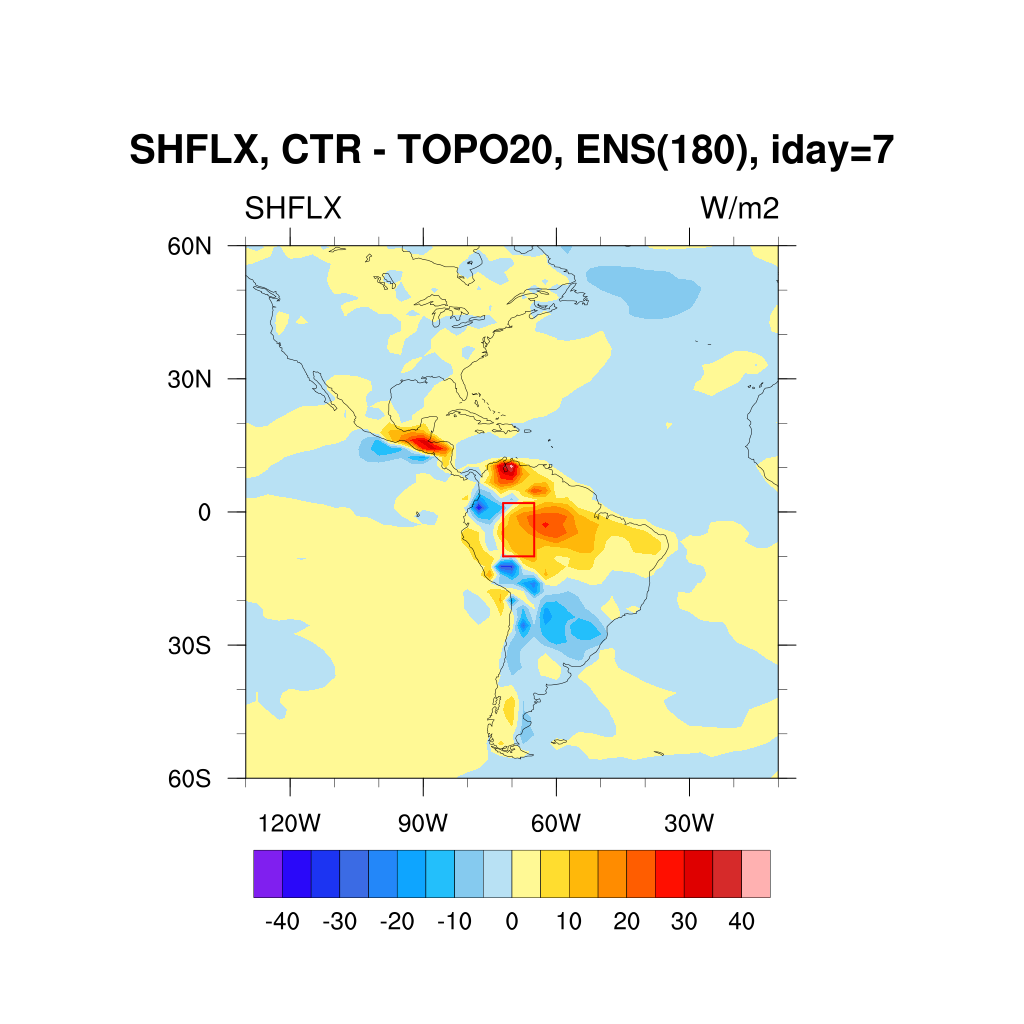 SHFLX, CTR - TOPO20, ENS(180), iday=7
SHFLX W/m2
60N
30N
0
30S
60S
120W 90W 60W 30W
-40 -30 -20 -10 0 10 20 30 40